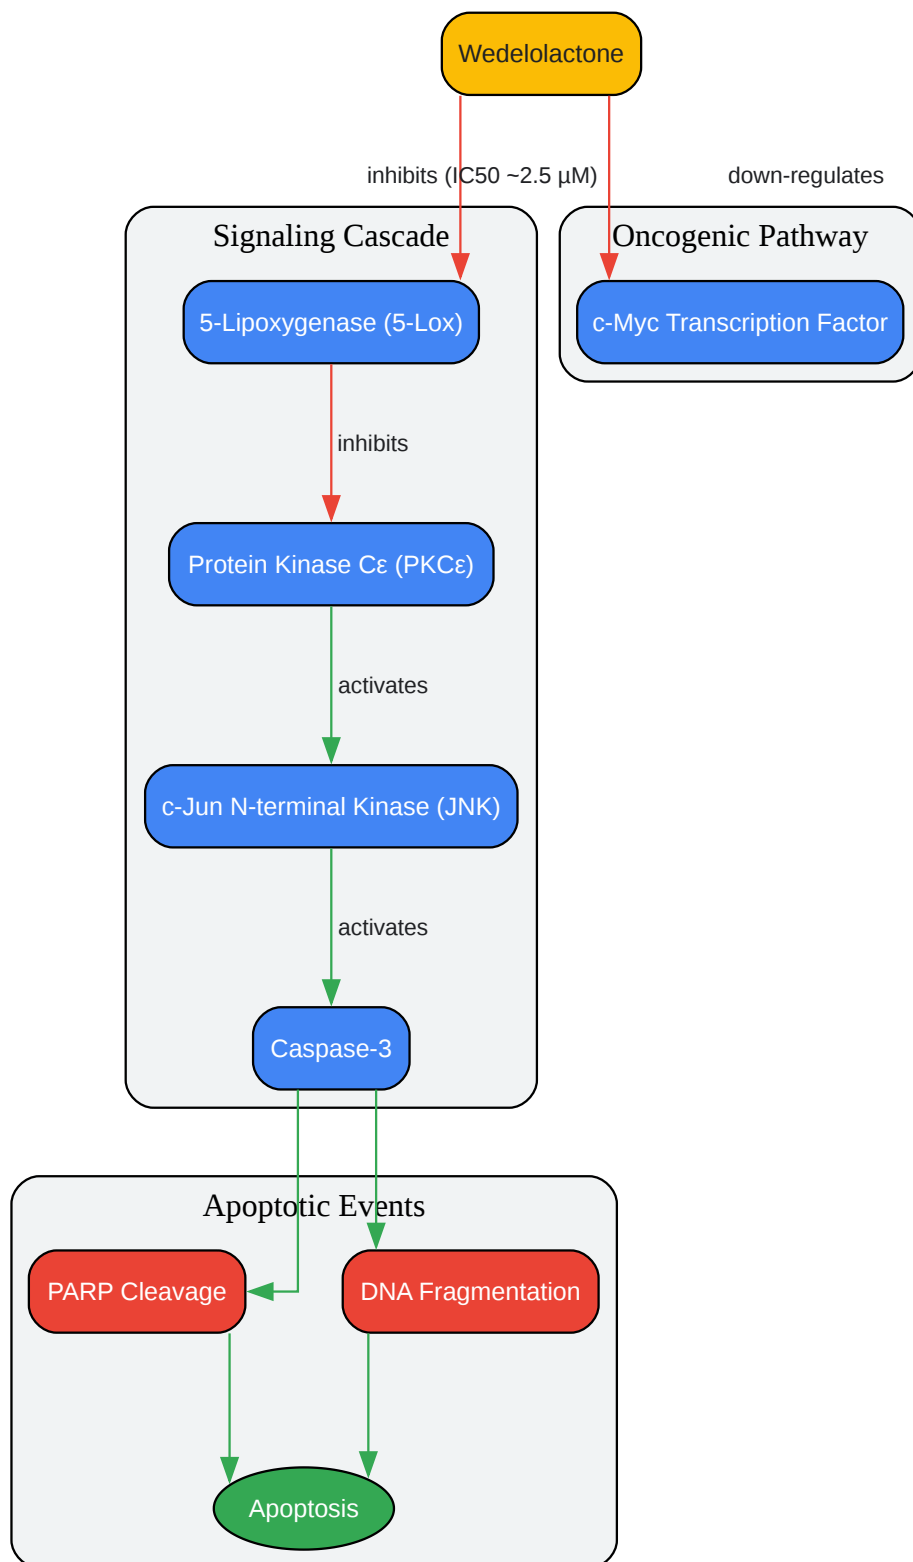 Wedelolactone
inhibits (IC50 ~2.5 µM)
down-regulates
Signaling Cascade
Oncogenic Pathway
5-Lipoxygenase (5-Lox)
c-Myc Transcription Factor
inhibits
Protein Kinase Cε (PKCε)
activates
c-Jun N-terminal Kinase (JNK)
activates
Caspase-3
Apoptotic Events
PARP Cleavage
DNA Fragmentation
Apoptosis